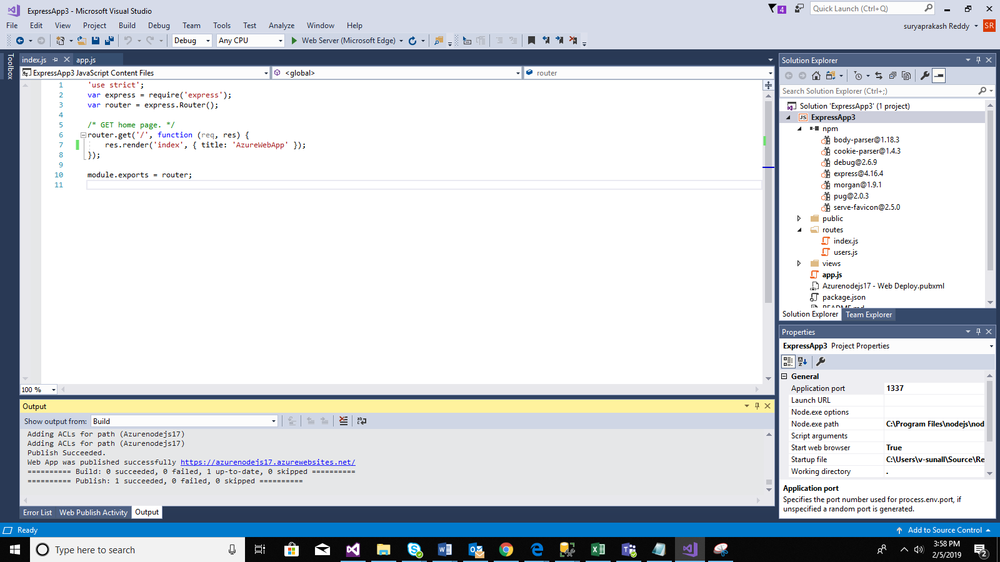 ExpressApp3 - Microsoft Visual Studio
4
Quick Launch (Ctrl+Q)
File Edit View Project Build Debug Team Tools Test Analyze Window Help
suryaprakash Reddy SR
Debug Any CPU Web Server (Microsoft Edge)
Toolbox
index.js app.js
ExpressApp3 JavaScript Content Files <global> router
1 'use strict';
2 var express = require('express');
3 var router = express.Router();
4
5 /* GET home page. */
6 router.get('/', function (req, res) {
7 res.render('index', { title: 'AzureWebApp' });
8 });
9
10 module.exports = router;
11
100 %
Output
Show output from: Build
Adding ACLs for path (Azurenodejs17)
Adding ACLs for path (Azurenodejs17)
Publish Succeeded.
Web App was published successfully https://azurenodejs17.azurewebsites.net/
========== Build: 0 succeeded, 0 failed, 1 up-to-date, 0 skipped ==========
========== Publish: 1 succeeded, 0 failed, 0 skipped ==========
Error List Web Publish Activity Output
Solution Explorer
Search Solution Explorer (Ctrl+;)
Solution 'ExpressApp3' (1 project)
JS ExpressApp3
npm
body-parser@1.18.3
cookie-parser@1.4.3
debug@2.6.9
express@4.16.4
morgan@1.9.1
pug@2.0.3
serve-favicon@2.5.0
public
routes
index.js
users.js
views
app.js
Azurenodejs17 - Web Deploy.pubxml
package.json
README.md
Solution Explorer Team Explorer
Properties
ExpressApp3 Project Properties
General
Application port 1337
Launch URL
Node.exe options
Node.exe path C:\Program Files\nodejs\nod
Script arguments
Start web browser True
Startup file C:\Users\v-sunall\Source\Re
Working directory .
Application port
Specifies the port number used for process.env.port, if
unspecified a random port is generated.
Ready
Add to Source Control
Type here to search
3:58 PM
2/5/2019
2